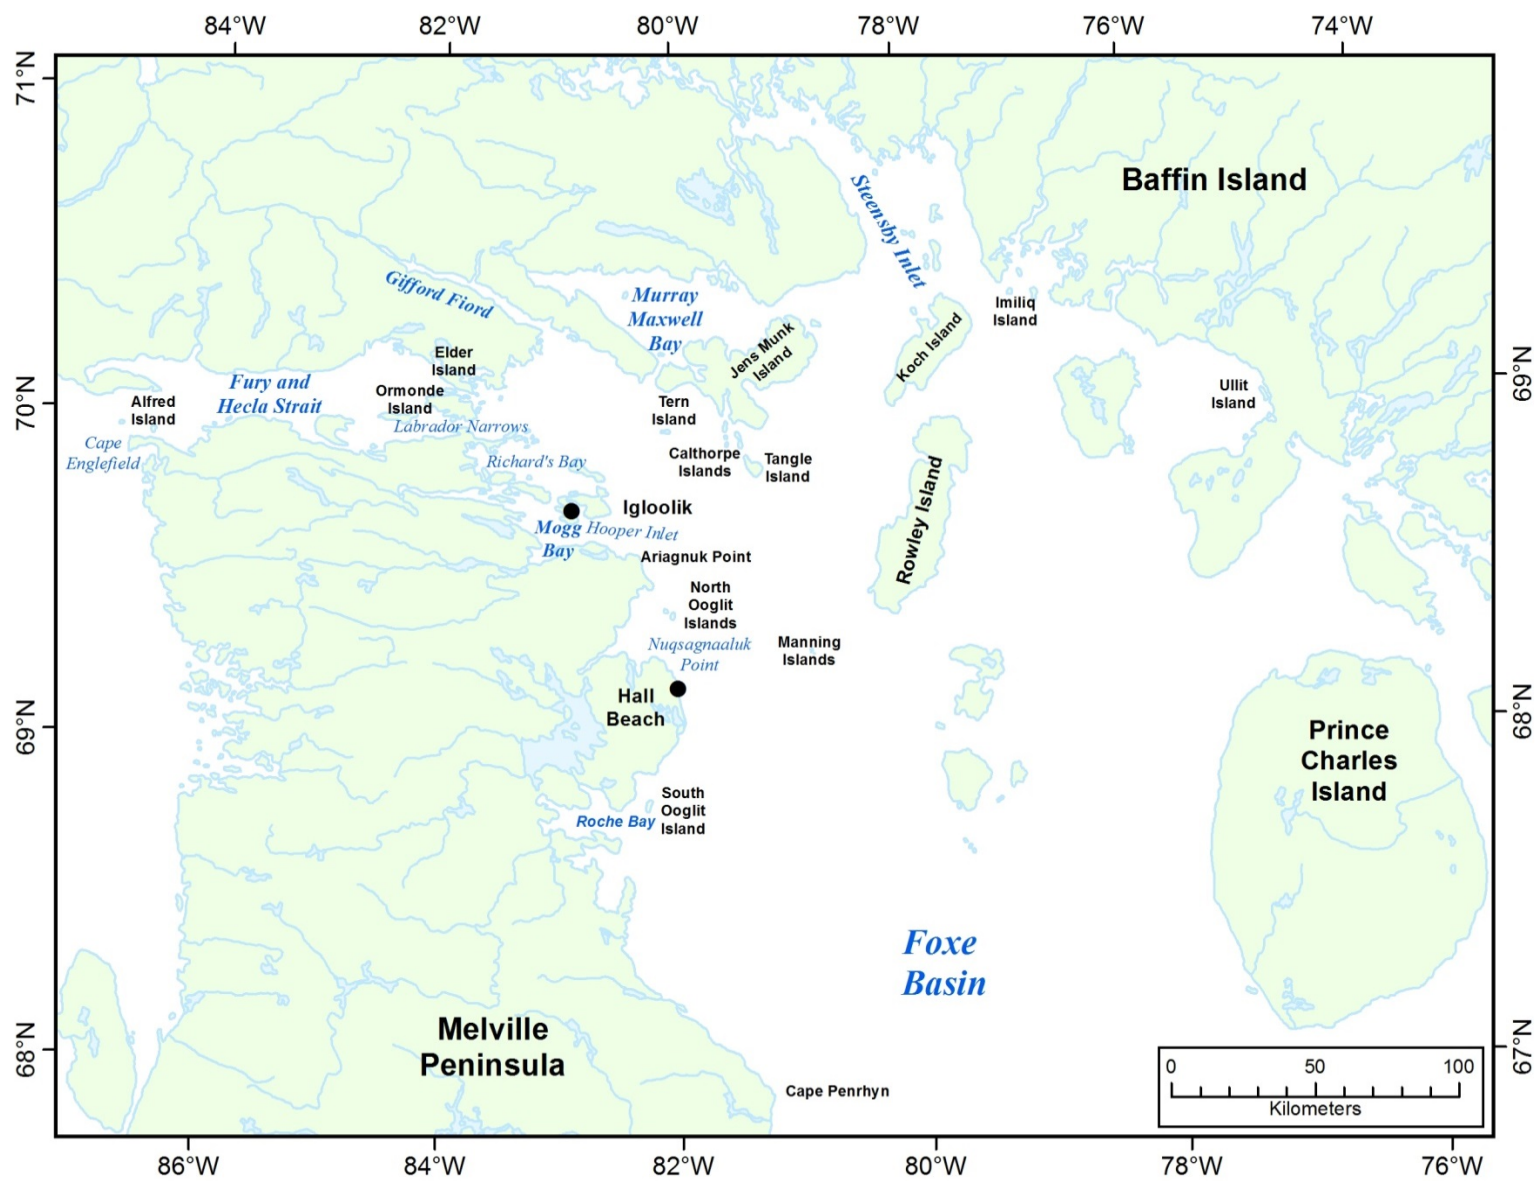 84°W
82°W
80°W
78°W
76°W
74°W
71°N
70°N
69°N
68°N
69°N
68°N
67°N
Baffin Island
Steensby Inlet
Gifford Fiord
Murray
Maxwell
Bay
Imiliq
Island
Jens Munk
Island
Koch Island
Elder
Island
Fury and
Hecla Strait
Ormonde
Island
Alfred
Island
Labrador Narrows
Tern
Island
Ullit
Island
Cape
Englefield
Richard's Bay
Calthorpe
Islands
Tangle
Island
Rowley Island
Igloolik
Mogg
Bay
Hooper Inlet
Ariagnuk Point
North
Ooglit
Islands
Nuqsagnaaluk
Point
Manning
Islands
Hall
Beach
Prince
Charles
Island
South
Ooglit
Island
Roche Bay
Foxe
Basin
Melville
Peninsula
Cape Penrhyn
0 50 100
Kilometers
86°W
84°W
82°W
80°W
78°W
76°W